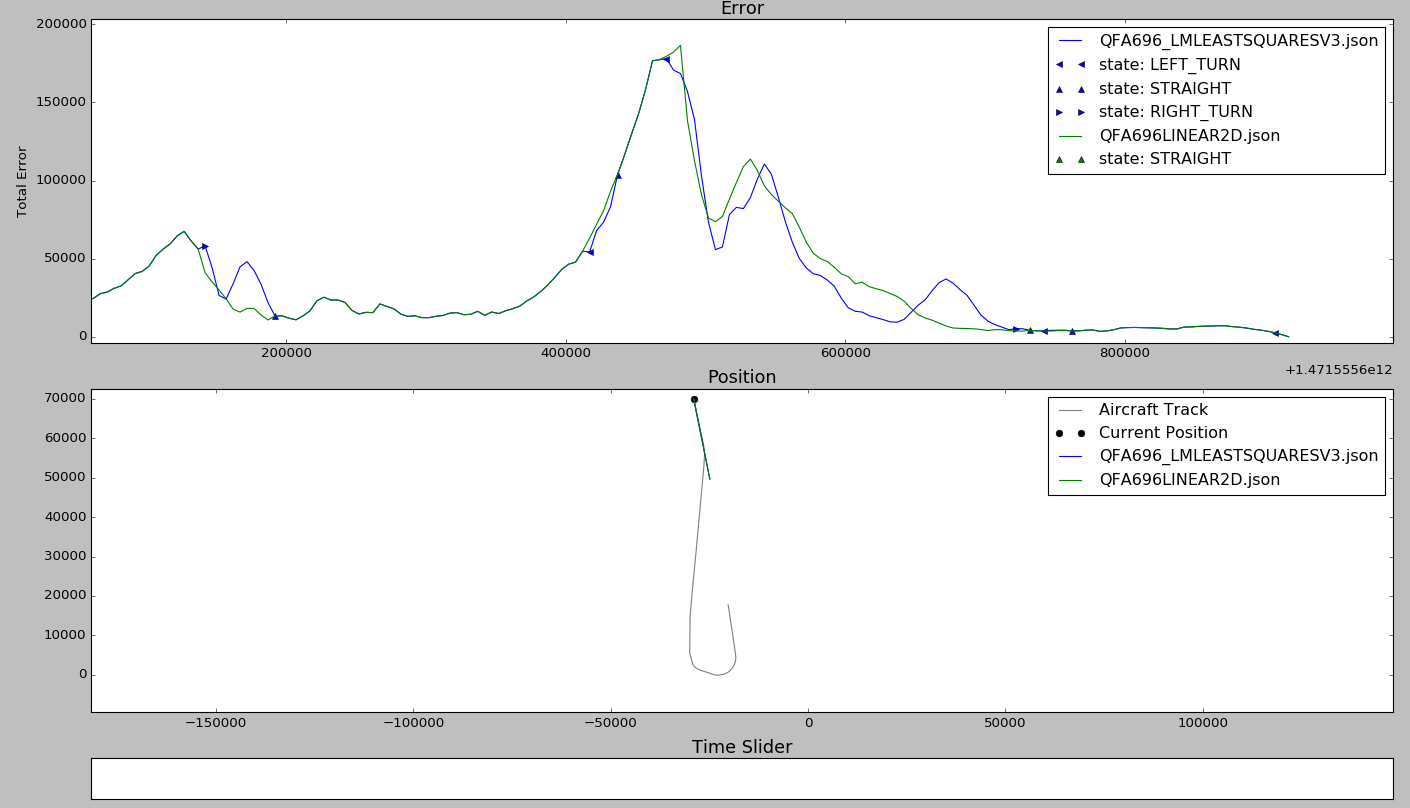 Error
200000
150000
100000
50000
0
Total Error
QFA696_LMLEASTSQUARESV3.json
state: LEFT_TURN
state: STRAIGHT
state: RIGHT_TURN
QFA696LINEAR2D.json
state: STRAIGHT
200000 400000 600000 800000
+1.4715556e12
Position
70000
60000
50000
40000
30000
20000
10000
0
Aircraft Track
Current Position
QFA696_LMLEASTSQUARESV3.json
QFA696LINEAR2D.json
−150000 −100000 −50000 0 50000 100000
Time Slider